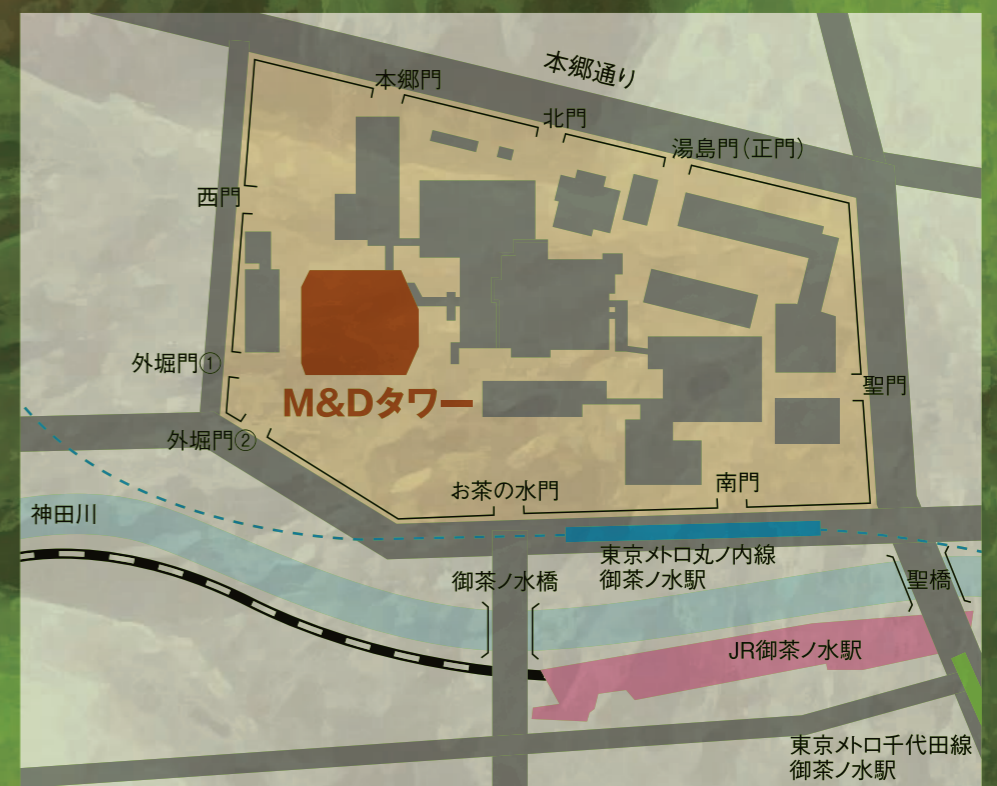 本郷通り
本郷門
北門
湯島門（正門）
西門
外堀門①
M&Dタワー
聖門
外堀門②
お茶の水門
南門
神田川
東京メトロ丸ノ内線
御茶ノ水駅
御茶ノ水橋
聖橋
JR御茶ノ水駅
東京メトロ千代田線
御茶ノ水駅